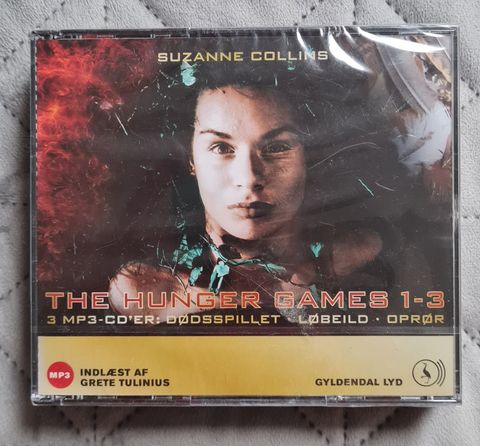 SUZANNE COLLINS
THE HUNGER GAMES 1-3
3 MP3-CD'ER: DØDSSPILLET · LØBEILD · OPRØR
MP3
INDLÆST AF
GRETE TULINIUS
GYLDENDAL LYD